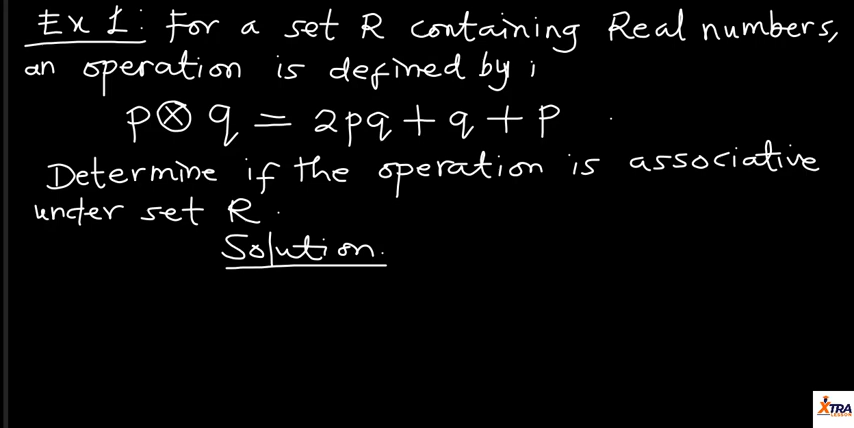 Ex 1: For a set R containing Real numbers,
an operation is defined by;
p ⊗ q = 2pq + q + p
Determine if the operation is associative
under set R.
Solution.
XTRA
LESSON